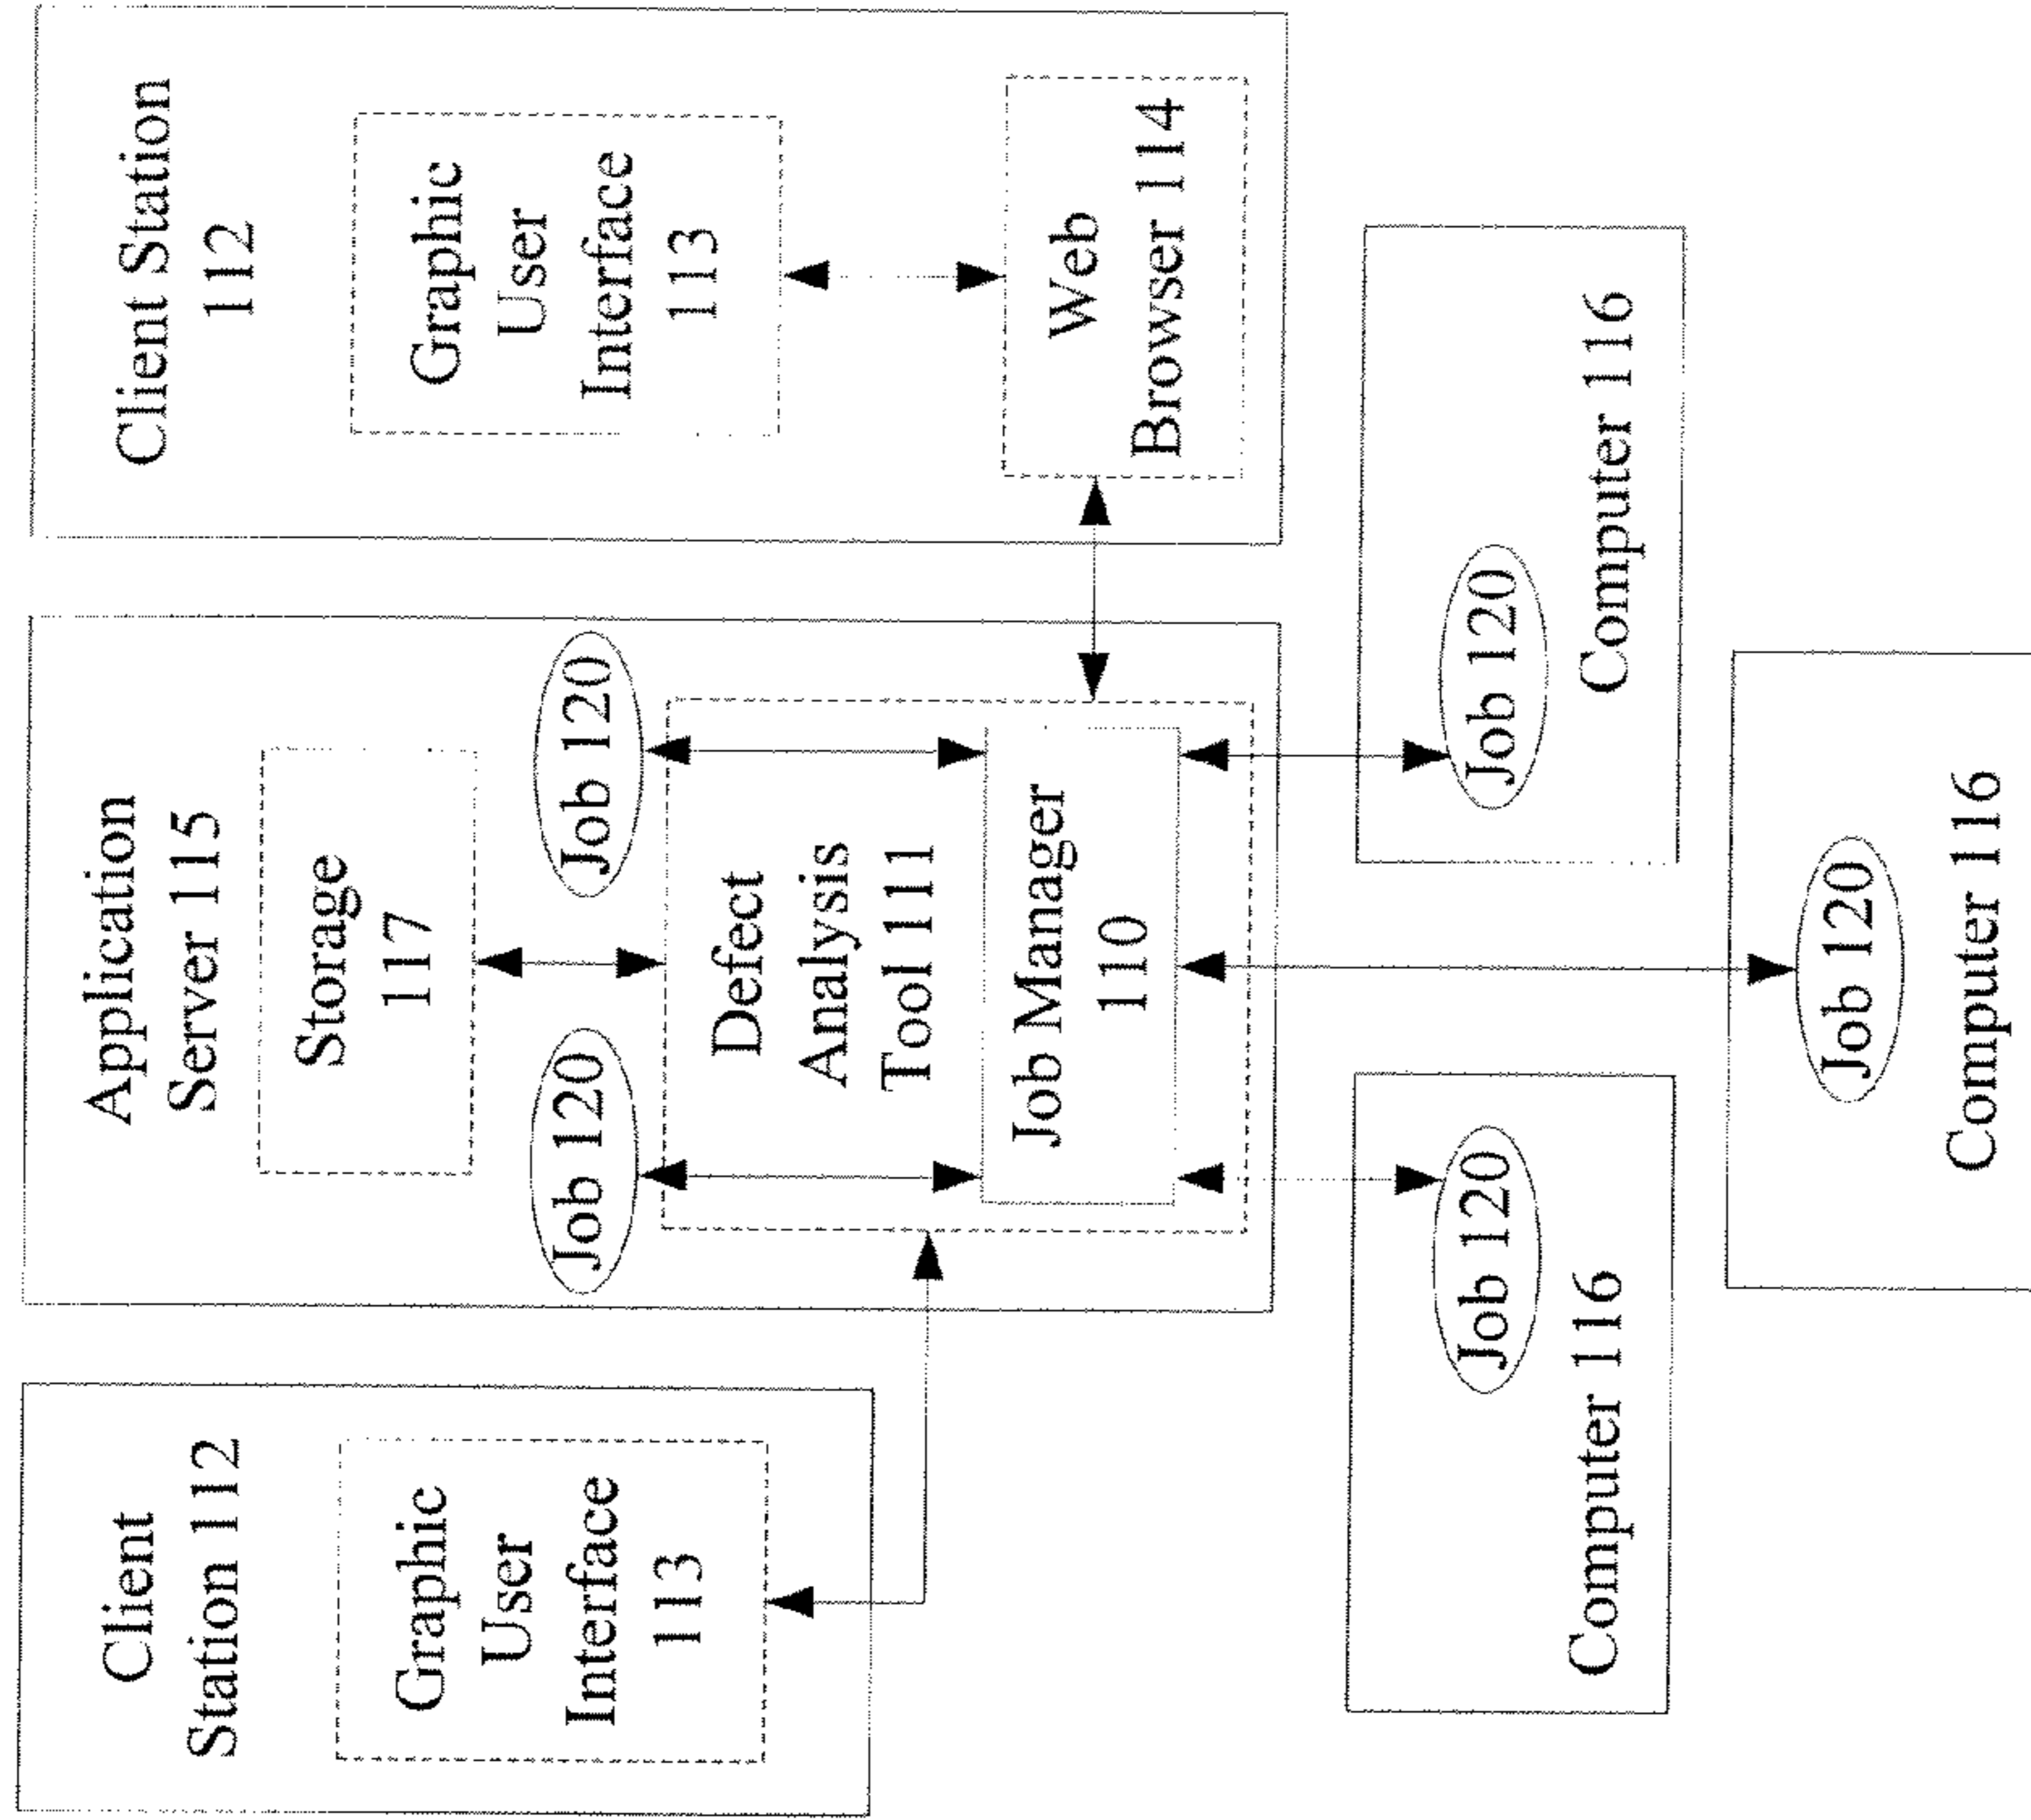 Client
Station 112
Graphic
User
Interface
113
Application
Server 115
Storage
117
Job 120
Job 120
Defect
Analysis
Tool 111
Job Manager
110
Client Station
112
Graphic
User
Interface
113
Web
Browser 114
Job 120
Computer 116
Job 120
Computer 116
Job 120
Computer 116